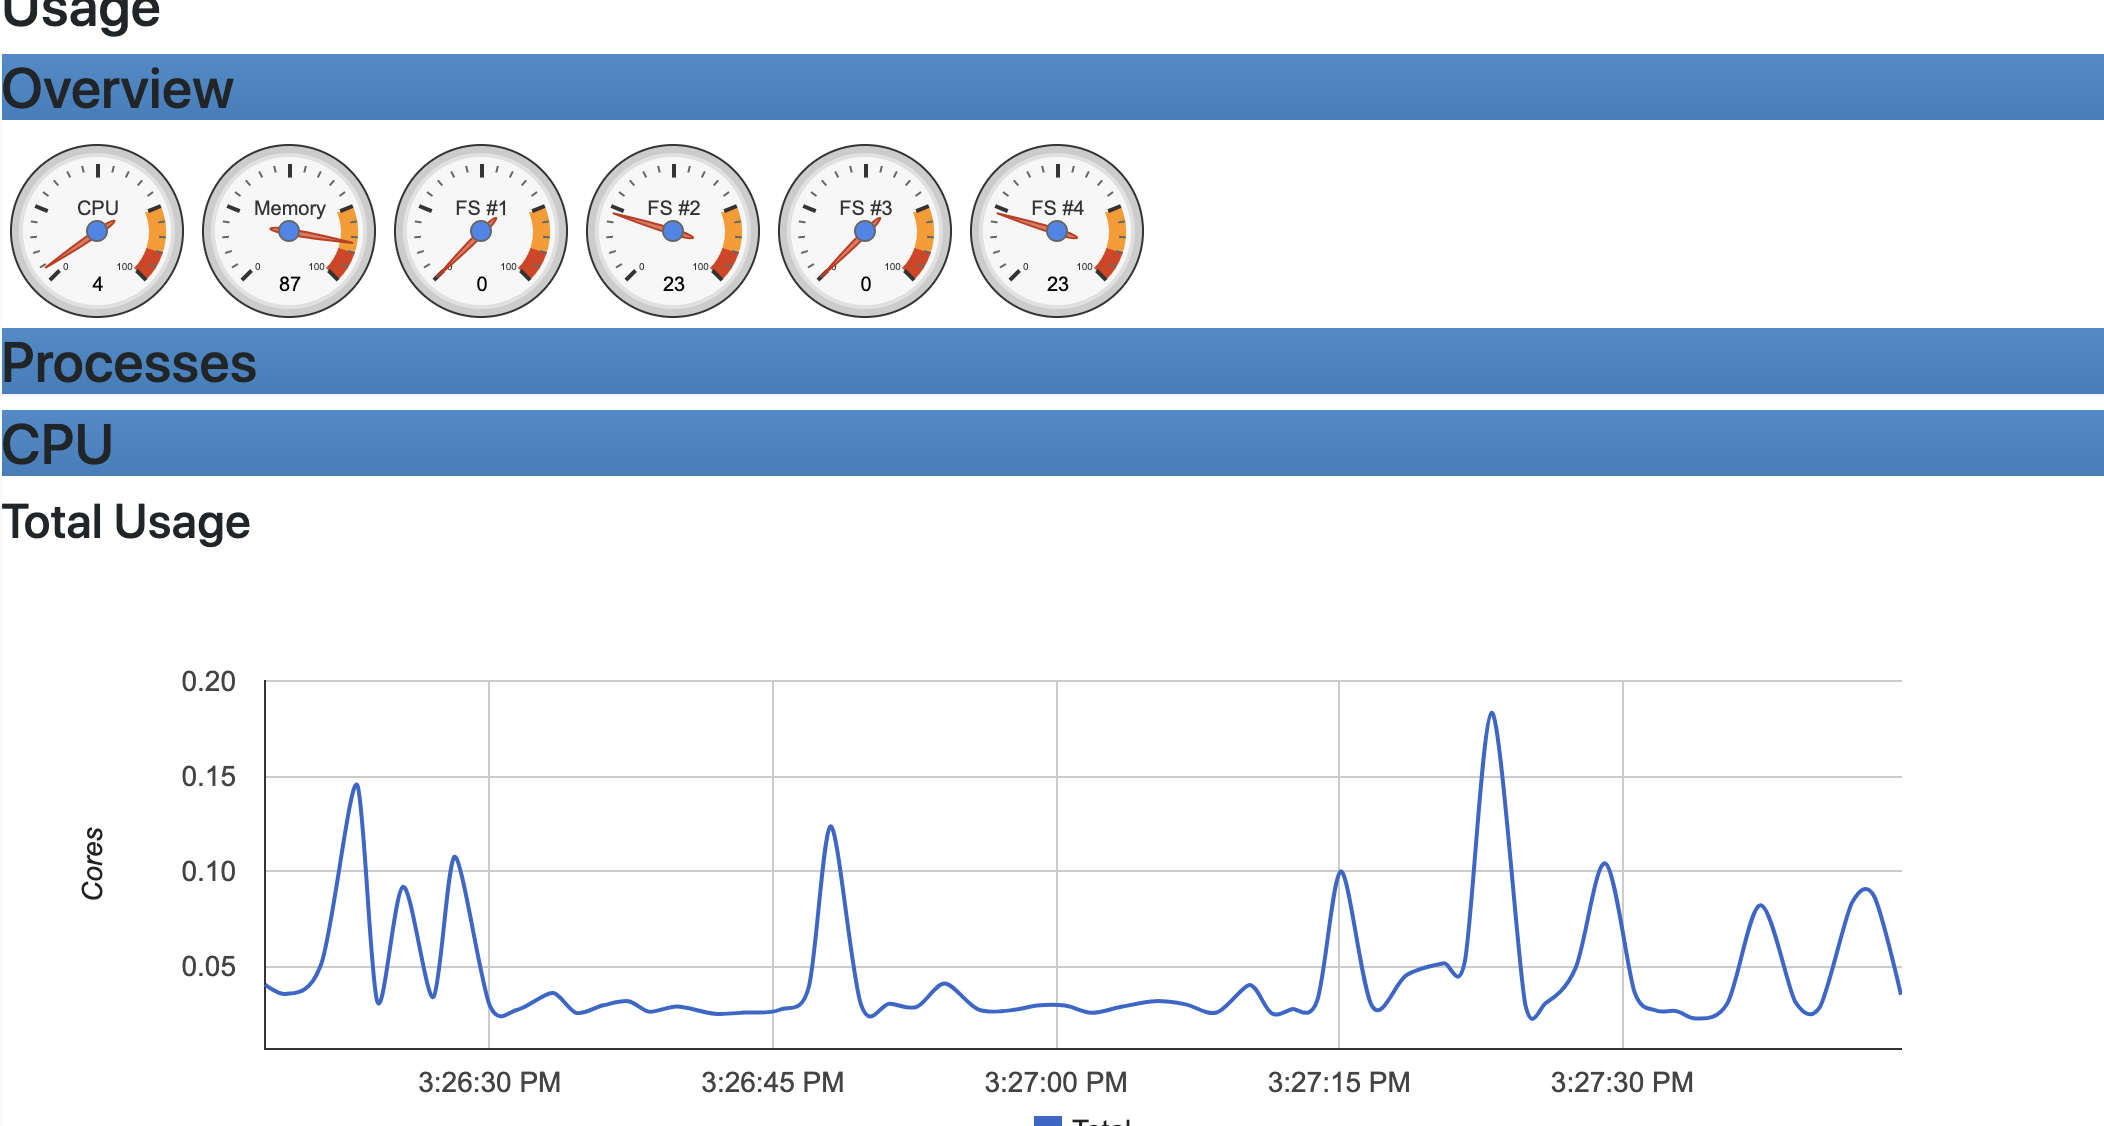 Usage
Overview
CPU
0 100
4
Memory
0 100
87
FS #1
0 100
0
FS #2
0 100
23
FS #3
0 100
0
FS #4
0 100
23
Processes
CPU
Total Usage
0.20
0.15
0.10
0.05
Cores
3:26:30 PM 3:26:45 PM 3:27:00 PM 3:27:15 PM 3:27:30 PM
Total